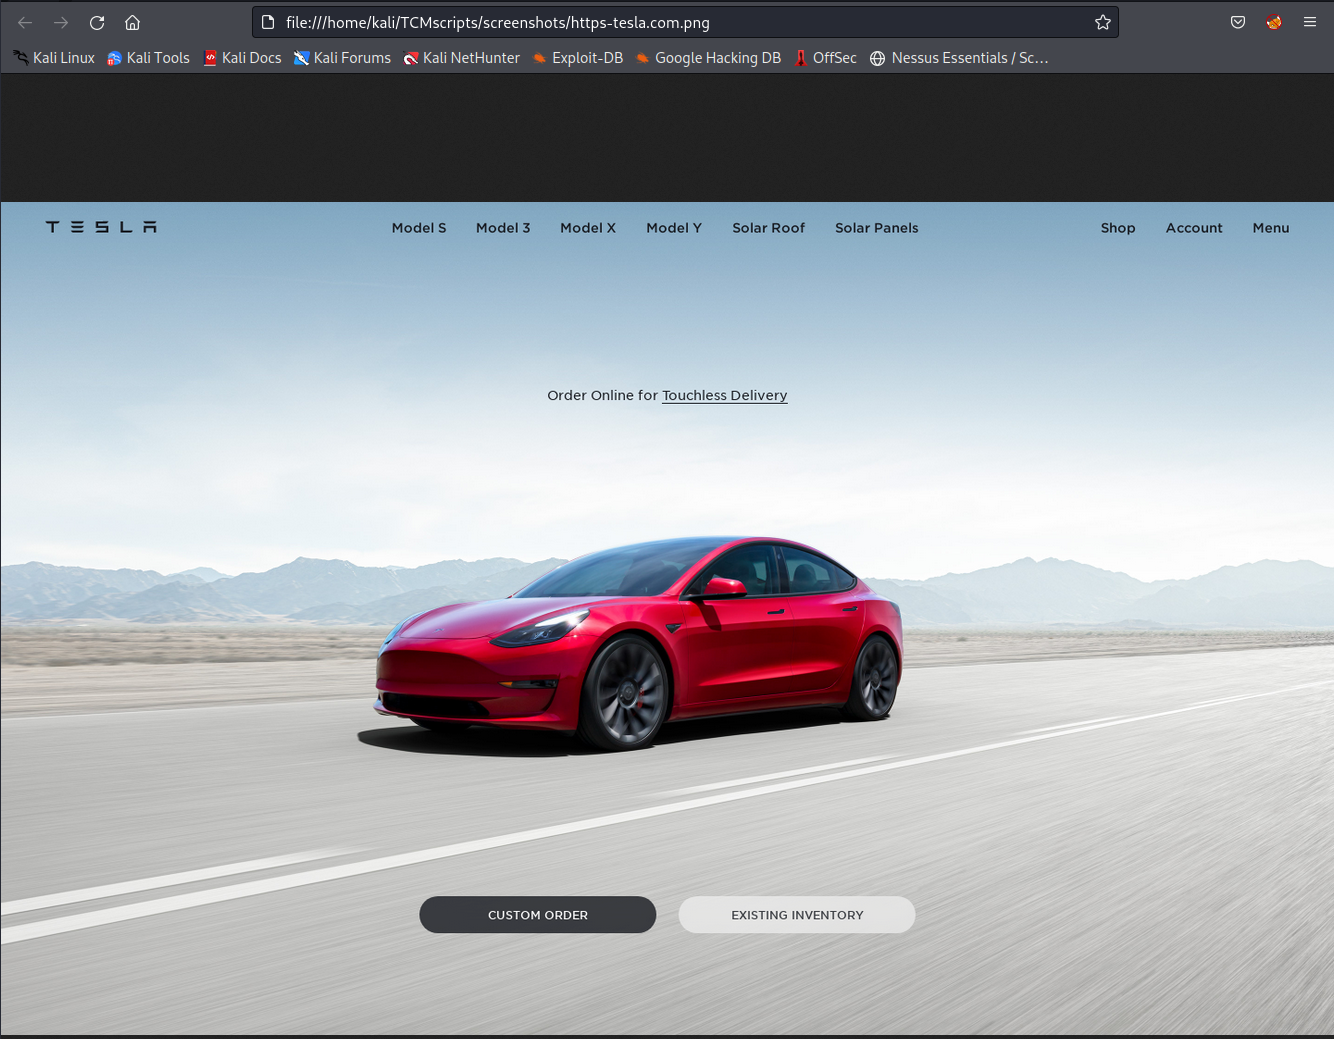 file:///home/kali/TCMscripts/screenshots/https-tesla.com.png
Kali Linux Kali Tools Kali Docs Kali Forums Kali NetHunter Exploit-DB Google Hacking DB OffSec Nessus Essentials / Sc…
TESLA Model S Model 3 Model X Model Y Solar Roof Solar Panels Shop Account Menu
Order Online for Touchless Delivery
CUSTOM ORDER EXISTING INVENTORY